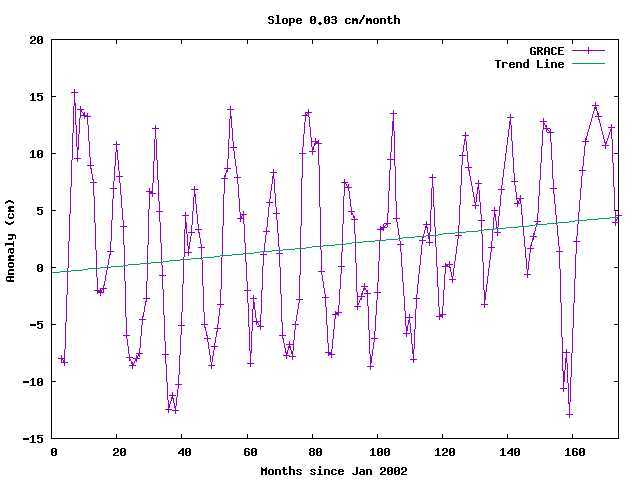 Slope 0.03 cm/month
GRACE
Trend Line
20
15
10
5
0
-5
-10
-15
Anomaly (cm)
0 20 40 60 80 100 120 140 160
Months since Jan 2002